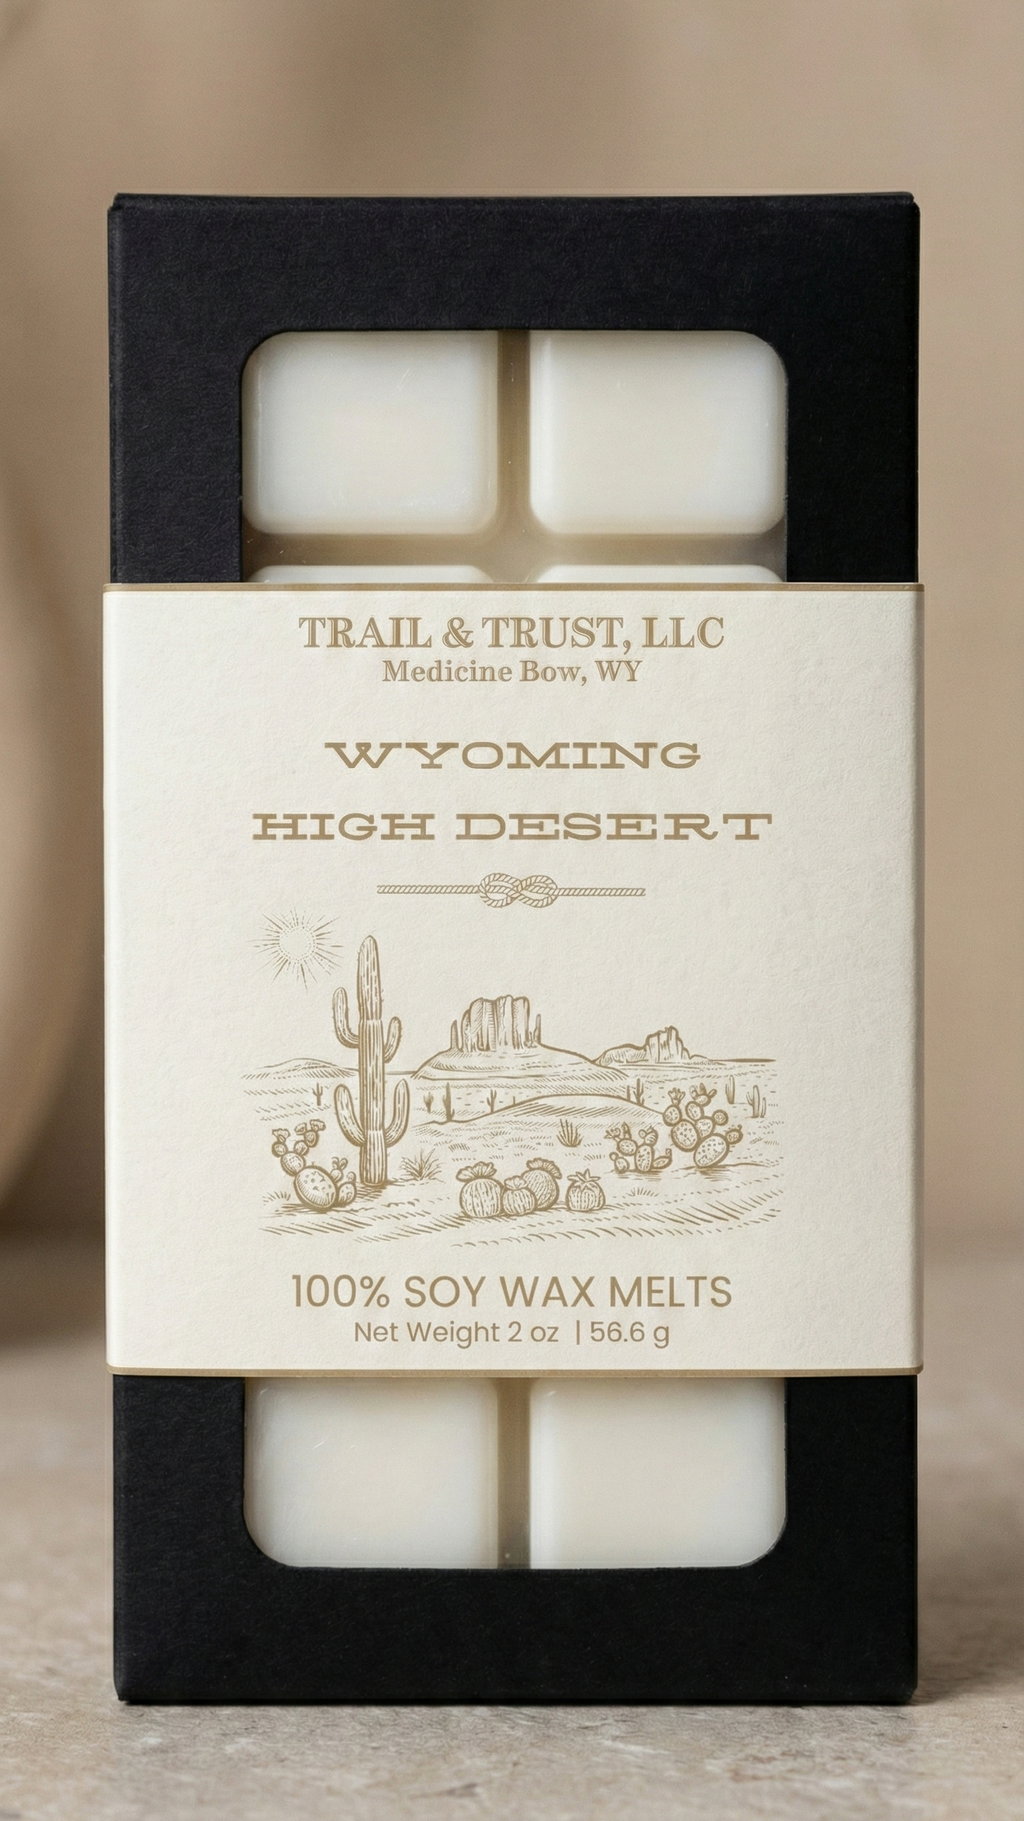 TRAIL & TRUST, LLC
Medicine Bow, WY
WYOMING
HIGH DESERT
100% SOY WAX MELTS
Net Weight 2 oz | 56.6 g